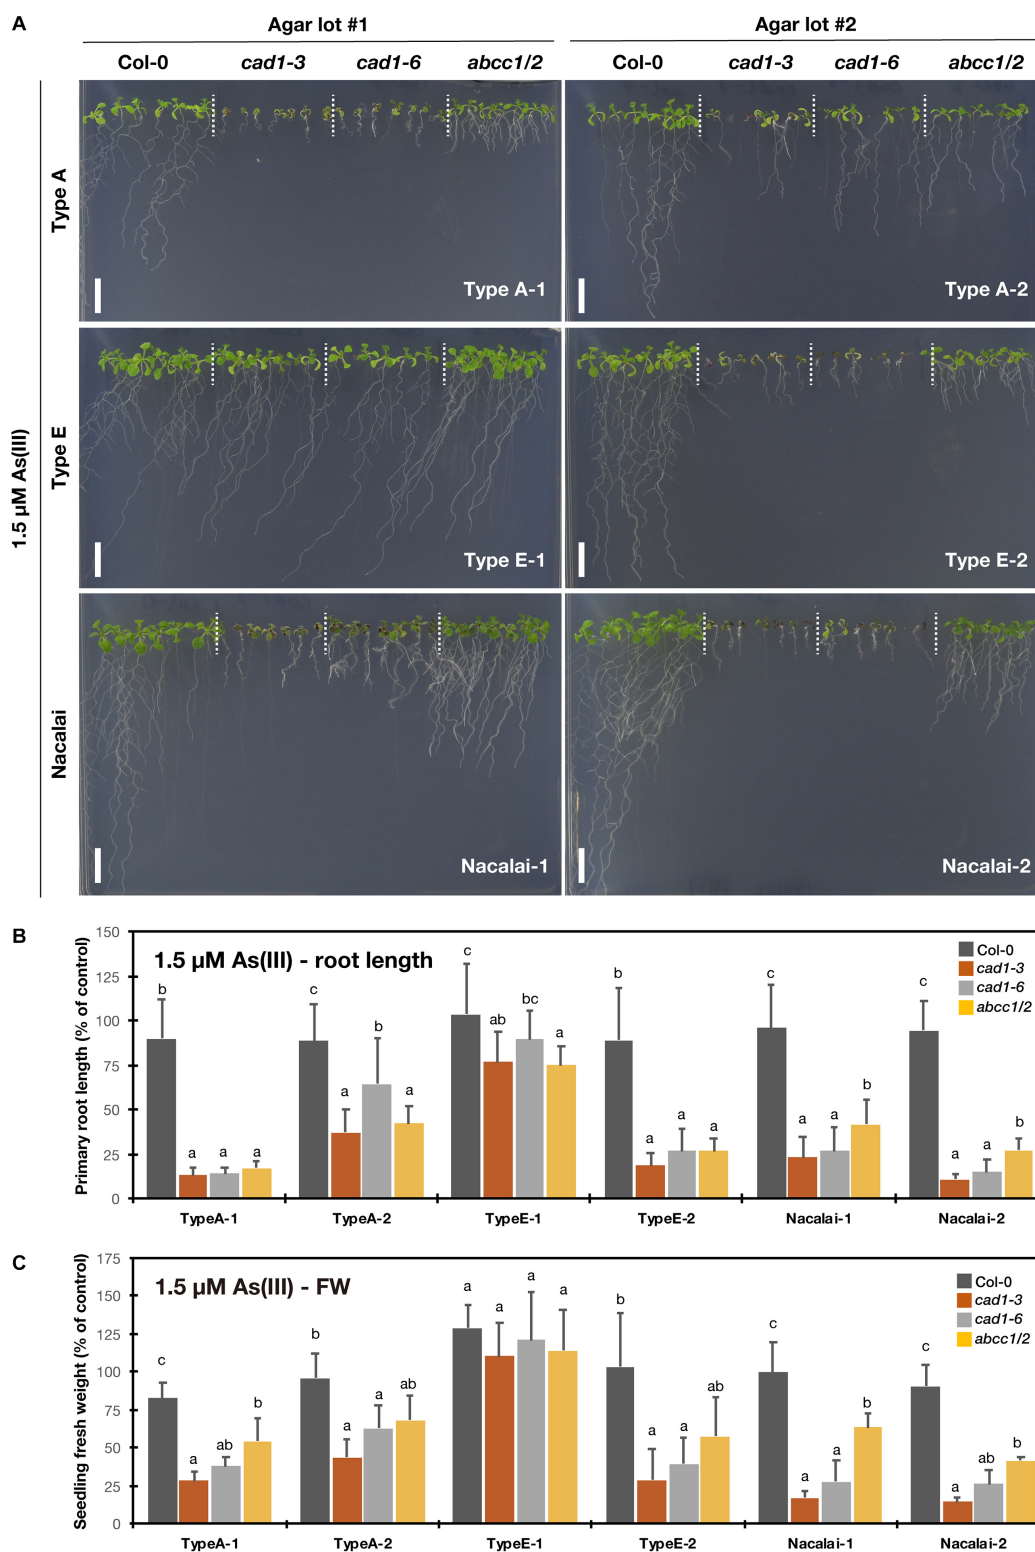 A
Agar lot #1
Agar lot #2
Col-0 cad1-3 cad1-6 abcc1/2
Col-0 cad1-3 cad1-6 abcc1/2
1.5 µM As(III)
Type A
Type A-1
Type A-2
Type E
Type E-1
Type E-2
Nacalai
Nacalai-1
Nacalai-2
B
Primary root length (% of control)
1.5 µM As(III) - root length
150
125
100
75
50
25
0
Col-0
cad1-3
cad1-6
abcc1/2
b a a a
c a b a
c ab bc a
b a a a
c a a b
c a a b
TypeA-1 TypeA-2 TypeE-1 TypeE-2 Nacalai-1 Nacalai-2
C
Seedling fresh weight (% of control)
1.5 µM As(III) - FW
175
150
125
100
75
50
25
0
Col-0
cad1-3
cad1-6
abcc1/2
c a ab b
b a a ab
a a a a
b a a ab
c a a b
c a ab b
TypeA-1 TypeA-2 TypeE-1 TypeE-2 Nacalai-1 Nacalai-2